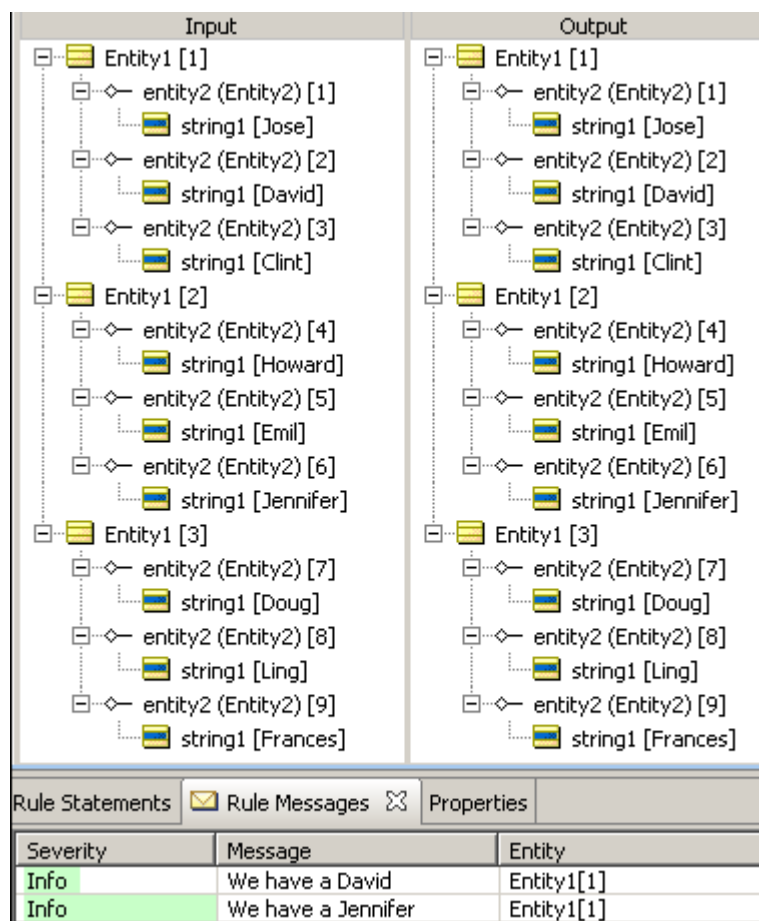 Input Output
Entity1 [1] Entity1 [1]
entity2 (Entity2) [1] entity2 (Entity2) [1]
string1 [Jose] string1 [Jose]
entity2 (Entity2) [2] entity2 (Entity2) [2]
string1 [David] string1 [David]
entity2 (Entity2) [3] entity2 (Entity2) [3]
string1 [Clint] string1 [Clint]
Entity1 [2] Entity1 [2]
entity2 (Entity2) [4] entity2 (Entity2) [4]
string1 [Howard] string1 [Howard]
entity2 (Entity2) [5] entity2 (Entity2) [5]
string1 [Emil] string1 [Emil]
entity2 (Entity2) [6] entity2 (Entity2) [6]
string1 [Jennifer] string1 [Jennifer]
Entity1 [3] Entity1 [3]
entity2 (Entity2) [7] entity2 (Entity2) [7]
string1 [Doug] string1 [Doug]
entity2 (Entity2) [8] entity2 (Entity2) [8]
string1 [Ling] string1 [Ling]
entity2 (Entity2) [9] entity2 (Entity2) [9]
string1 [Frances] string1 [Frances]
Rule Statements Rule Messages Properties
Severity Message Entity
Info We have a David Entity1[1]
Info We have a Jennifer Entity1[1]